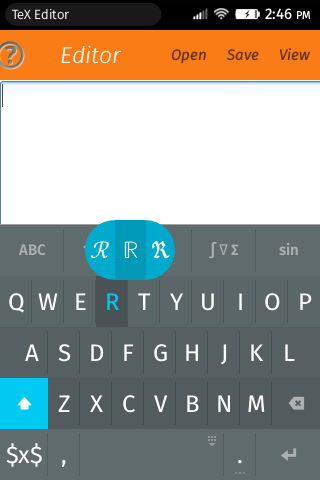 TeX Editor 2:46 PM
? Editor Open Save View
ABC ℛ ℝ ℜ ∫∇Σ sin
Q W E R T Y U I O P
A S D F G H J K L
Z X C V B N M
$x$ , .